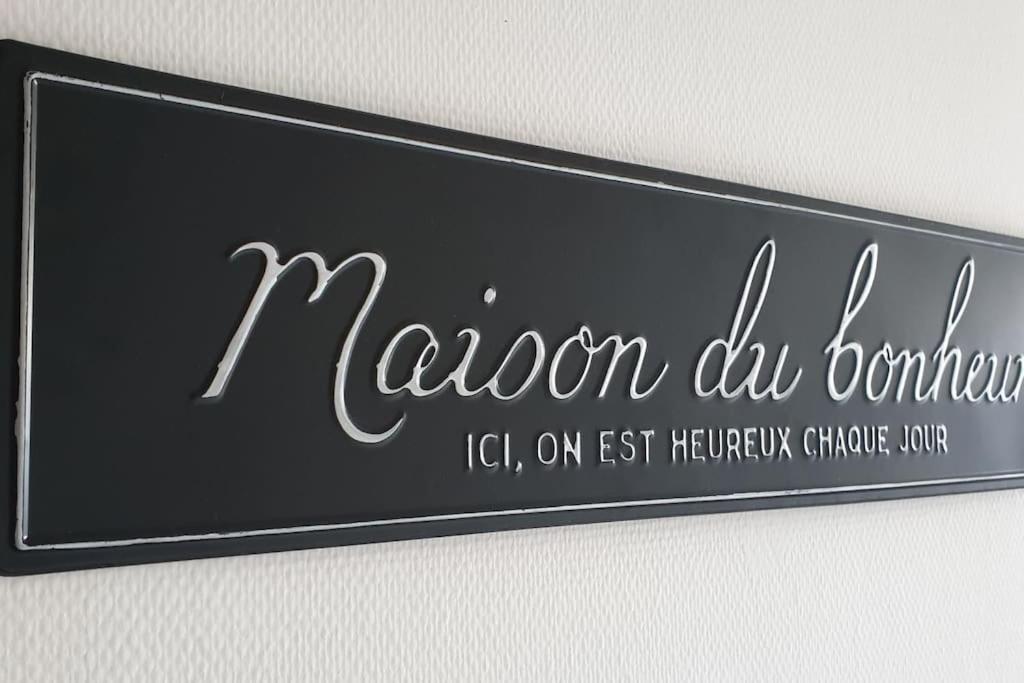 Maison du bonheur
ICI, ON EST HEUREUX CHAQUE JOUR